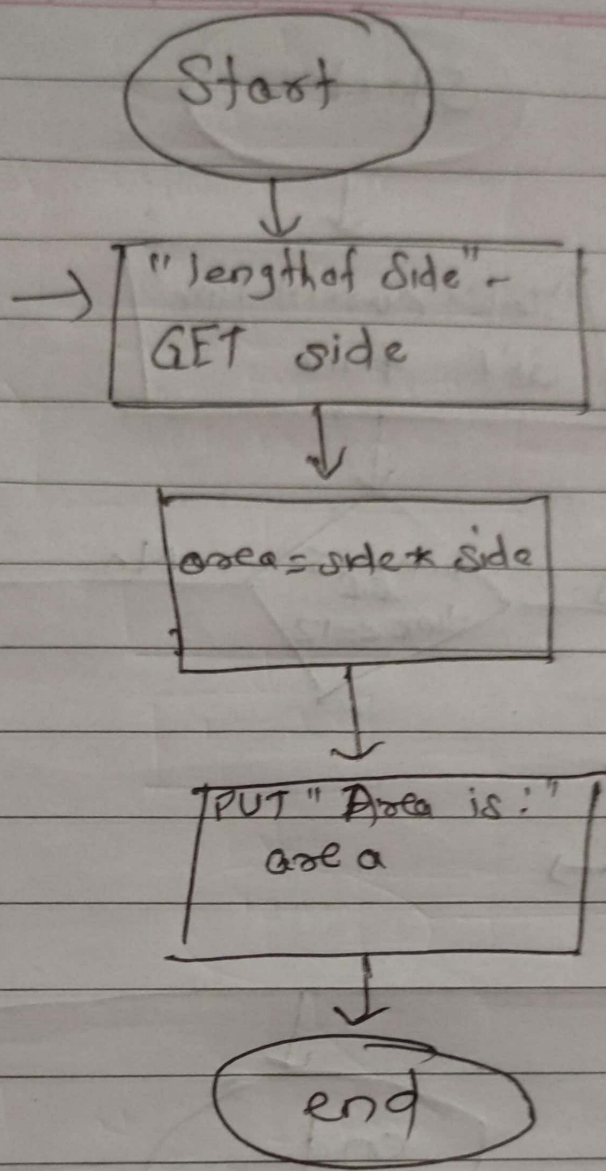 Start
"length of Side"-
GET side
area = side * side
PUT "Area is:"
area
end